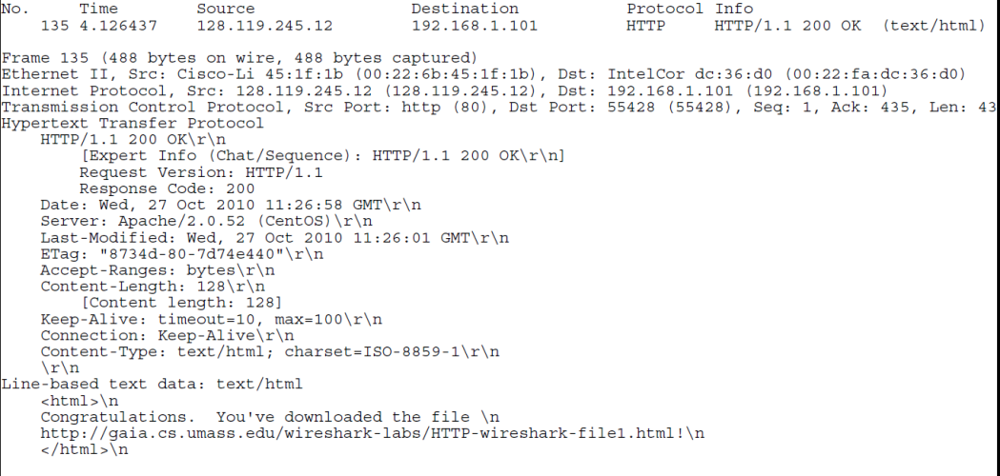 No.     Time        Source                Destination           Protocol Info
    135 4.126437    128.119.245.12        192.168.1.101         HTTP     HTTP/1.1 200 OK  (text/html)
Frame 135 (488 bytes on wire, 488 bytes captured)
Ethernet II, Src: Cisco-Li 45:1f:1b (00:22:6b:45:1f:1b), Dst: IntelCor dc:36:d0 (00:22:fa:dc:36:d0)
Internet Protocol, Src: 128.119.245.12 (128.119.245.12), Dst: 192.168.1.101 (192.168.1.101)
Transmission Control Protocol, Src Port: http (80), Dst Port: 55428 (55428), Seq: 1, Ack: 435, Len: 43
Hypertext Transfer Protocol
    HTTP/1.1 200 OK\r\n
        [Expert Info (Chat/Sequence): HTTP/1.1 200 OK\r\n]
        Request Version: HTTP/1.1
        Response Code: 200
    Date: Wed, 27 Oct 2010 11:26:58 GMT\r\n
    Server: Apache/2.0.52 (CentOS)\r\n
    Last-Modified: Wed, 27 Oct 2010 11:26:01 GMT\r\n
    ETag: "8734d-80-7d74e440"\r\n
    Accept-Ranges: bytes\r\n
    Content-Length: 128\r\n
        [Content length: 128]
    Keep-Alive: timeout=10, max=100\r\n
    Connection: Keep-Alive\r\n
    Content-Type: text/html; charset=ISO-8859-1\r\n
    \r\n
Line-based text data: text/html
    <html>\n
    Congratulations.  You've downloaded the file \n
    http://gaia.cs.umass.edu/wireshark-labs/HTTP-wireshark-file1.html!\n
    </html>\n